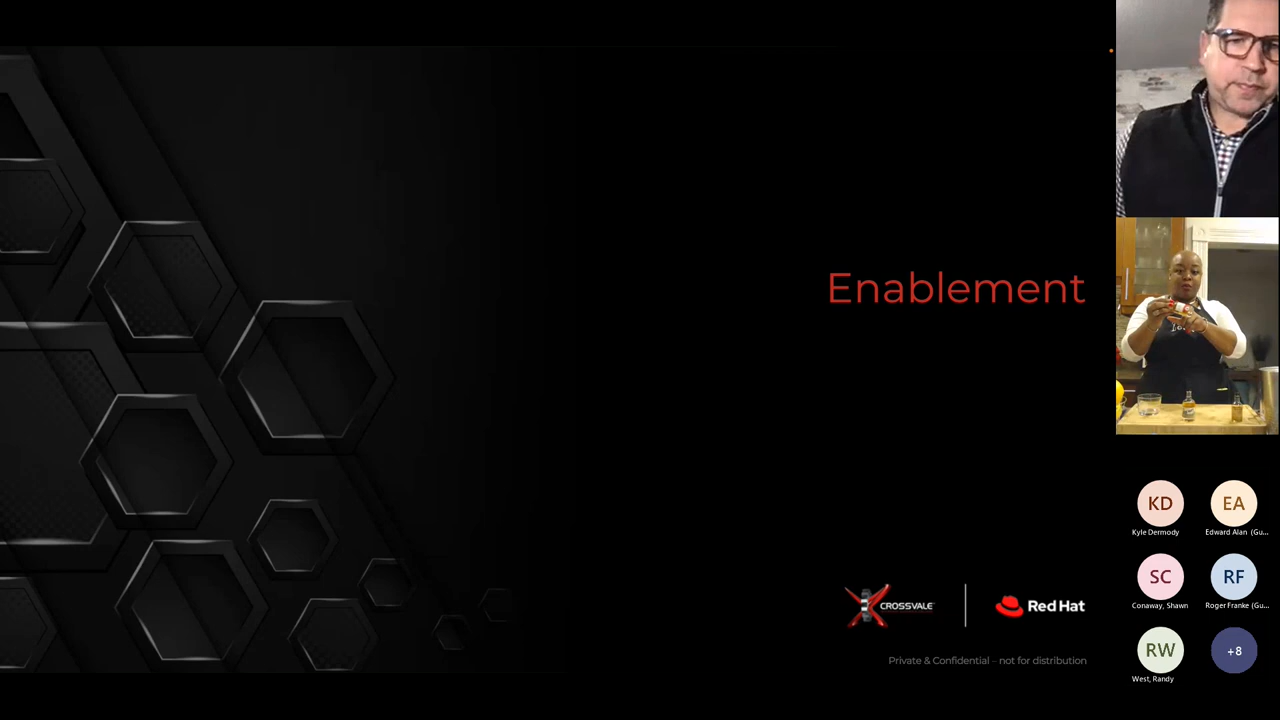 Enablement
CROSSVALE
Red Hat
Private & Confidential – not for distribution
KD
EA
Kyle Dermody
Edward Alan (Gu...
SC
RF
Conaway, Shawn
Roger Franke (Gu...
RW
+8
West, Randy